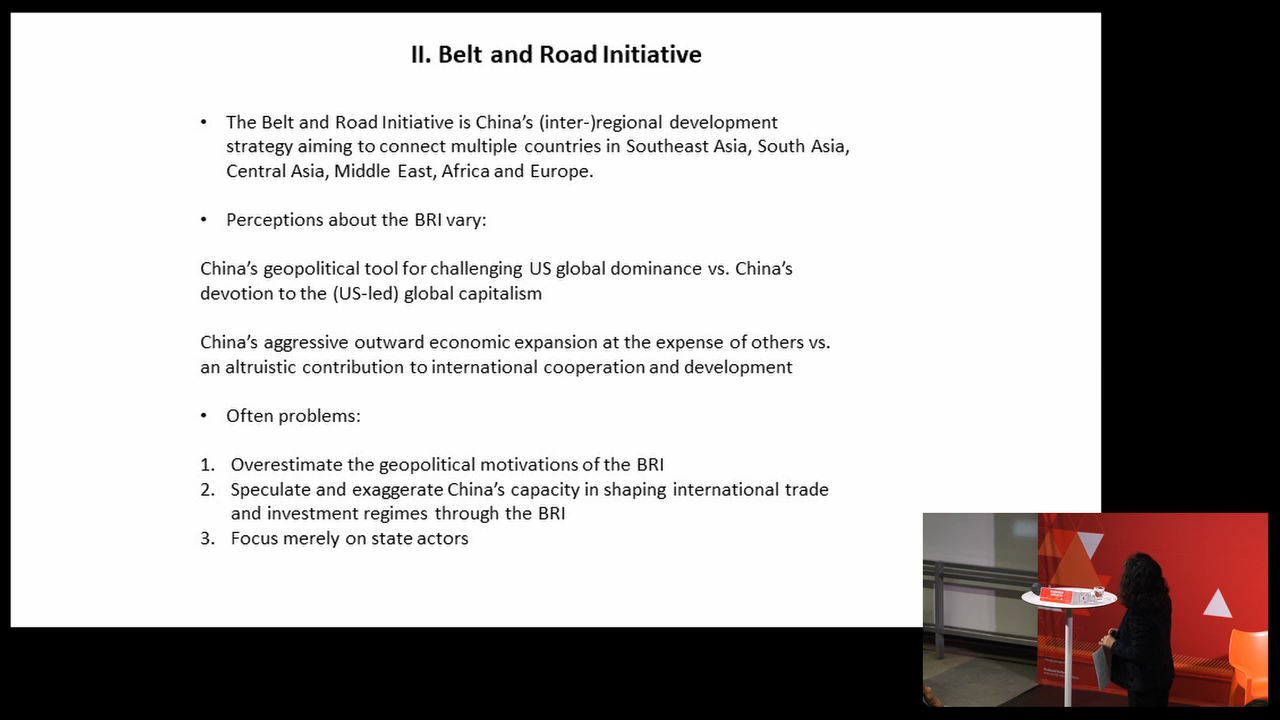 II. Belt and Road Initiative
• The Belt and Road Initiative is China's (inter-)regional development
strategy aiming to connect multiple countries in Southeast Asia, South Asia,
Central Asia, Middle East, Africa and Europe.
• Perceptions about the BRI vary:
China's geopolitical tool for challenging US global dominance vs. China's
devotion to the (US-led) global capitalism
China's aggressive outward economic expansion at the expense of others vs.
an altruistic contribution to international cooperation and development
• Often problems:
1. Overestimate the geopolitical motivations of the BRI
2. Speculate and exaggerate China's capacity in shaping international trade
and investment regimes through the BRI
3. Focus merely on state actors